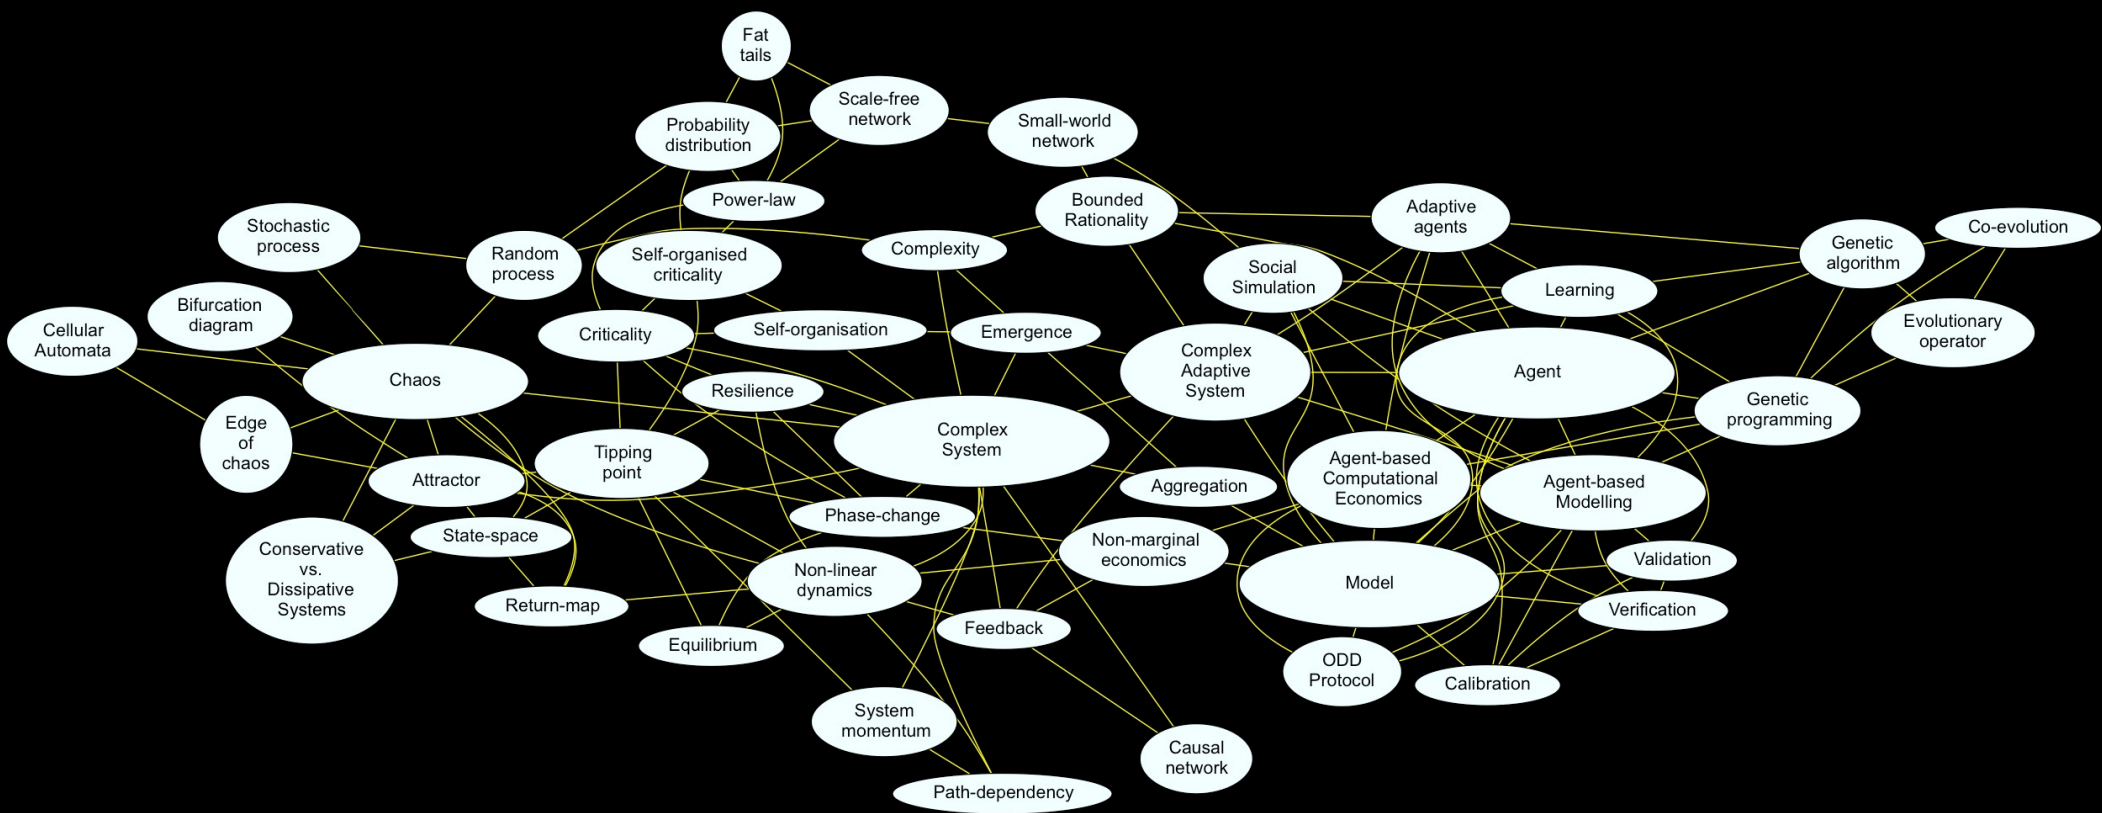 Fat
tails
Scale-free
network
Probability
distribution
Small-world
network
Power-law
Bounded
Rationality
Adaptive
agents
Stochastic
process
Co-evolution
Random
process
Self-organised
criticality
Complexity
Genetic
algorithm
Social
Simulation
Learning
Bifurcation
diagram
Cellular
Automata
Criticality
Self-organisation
Emergence
Evolutionary
operator
Chaos
Resilience
Complex
Adaptive
System
Agent
Genetic
programming
Edge
of
chaos
Attractor
Tipping
point
Complex
System
Aggregation
Agent-based
Computational
Economics
Agent-based
Modelling
State-space
Phase-change
Non-marginal
economics
Validation
Conservative
vs.
Dissipative
Systems
Return-map
Non-linear
dynamics
Model
Verification
Equilibrium
Feedback
ODD
Protocol
Calibration
System
momentum
Causal
network
Path-dependency